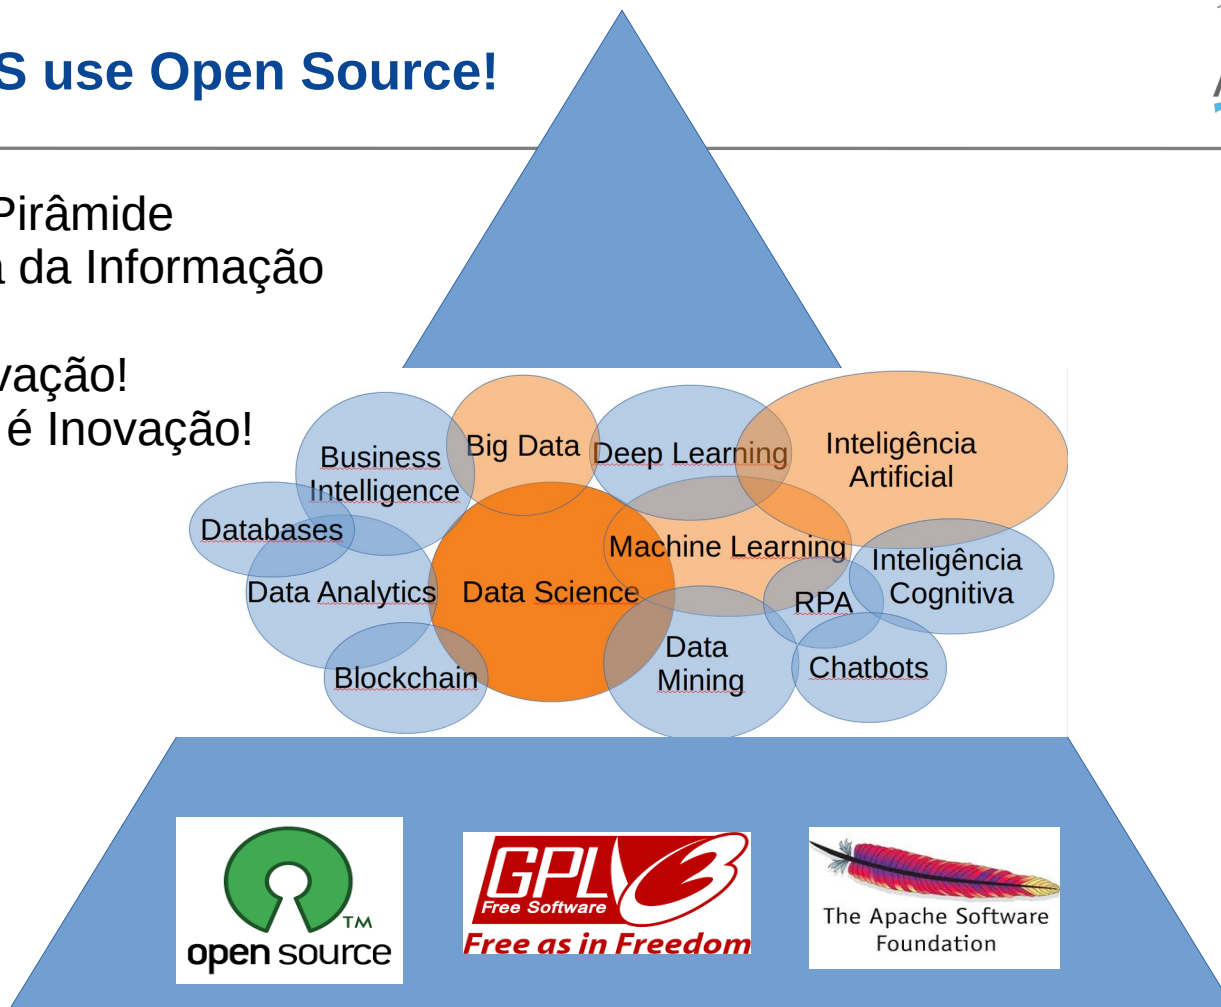 S use Open Source!
Pirâmide
a da Informação
vação!
é Inovação!
Business
Intelligence
Big Data
Deep Learning
Inteligência
Artificial
Databases
Data Analytics
Data Science
Machine Learning
Inteligência
Cognitiva
RPA
Blockchain
Data
Mining
Chatbots
TM
open source
GPLv3
Free Software
Free as in Freedom
The Apache Software
Foundation